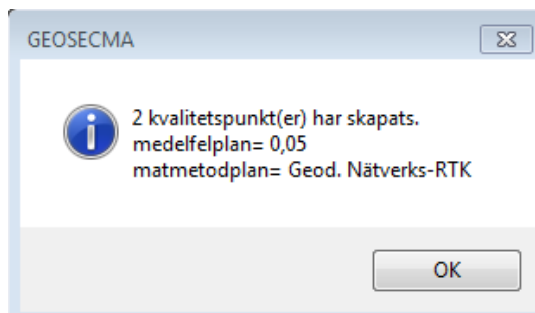 GEOSECMA
2 kvalitetspunkt(er) har skapats.
medelfelplan= 0,05
matmetodplan= Geod. Nätverks-RTK
OK